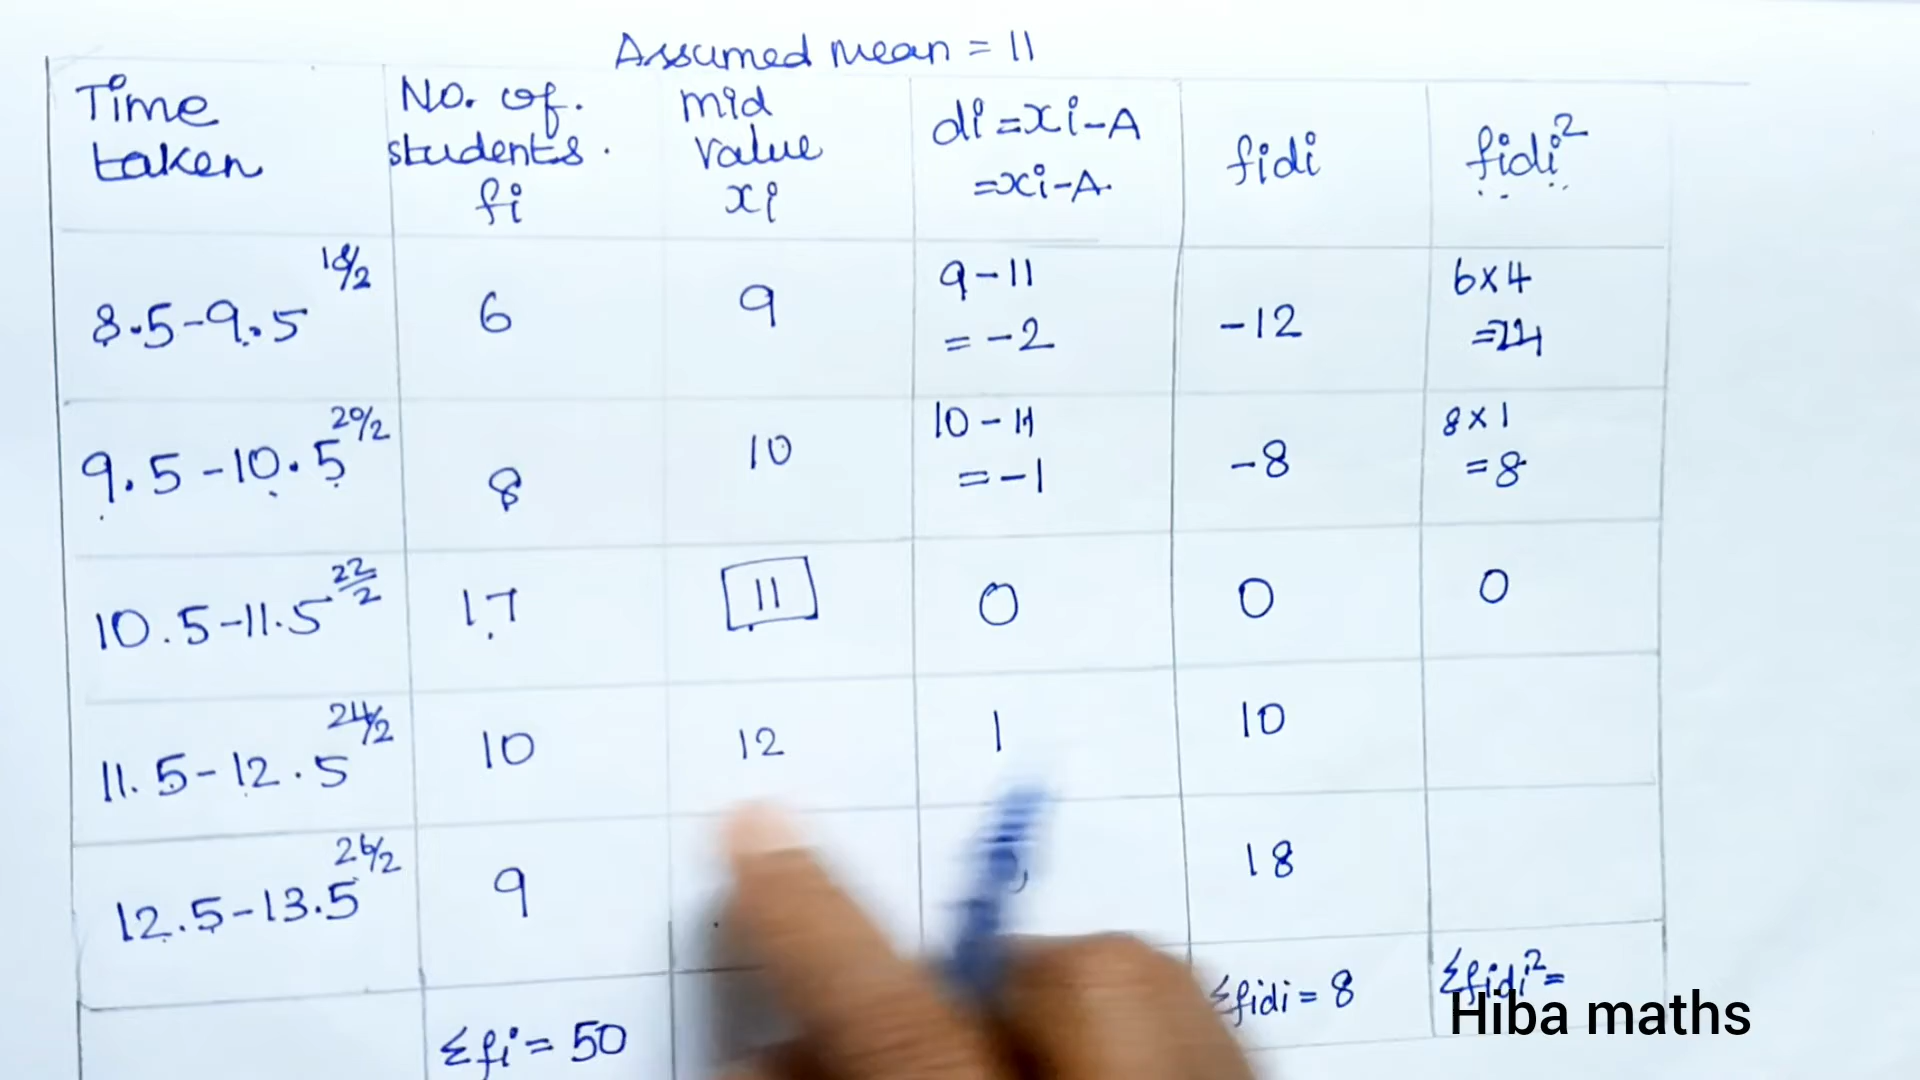 Assumed mean = 11
Time taken
No. of. students. fi
mid value xi
di = xi-A
= xi-A.
fidi
fidi²
8.5-9.5 18/2
6
9
9-11
= -2
-12
6x4
=24
9.5-10.5 20/2
8
10
10-11
= -1
-8
8x1
=8
10.5-11.5 22/2
17
11
0
0
0
11.5-12.5 24/2
10
12
1
10
12.5-13.5 26/2
9
18
Σfi = 50
Σfidi = 8
Σfidi² =
Hiba maths